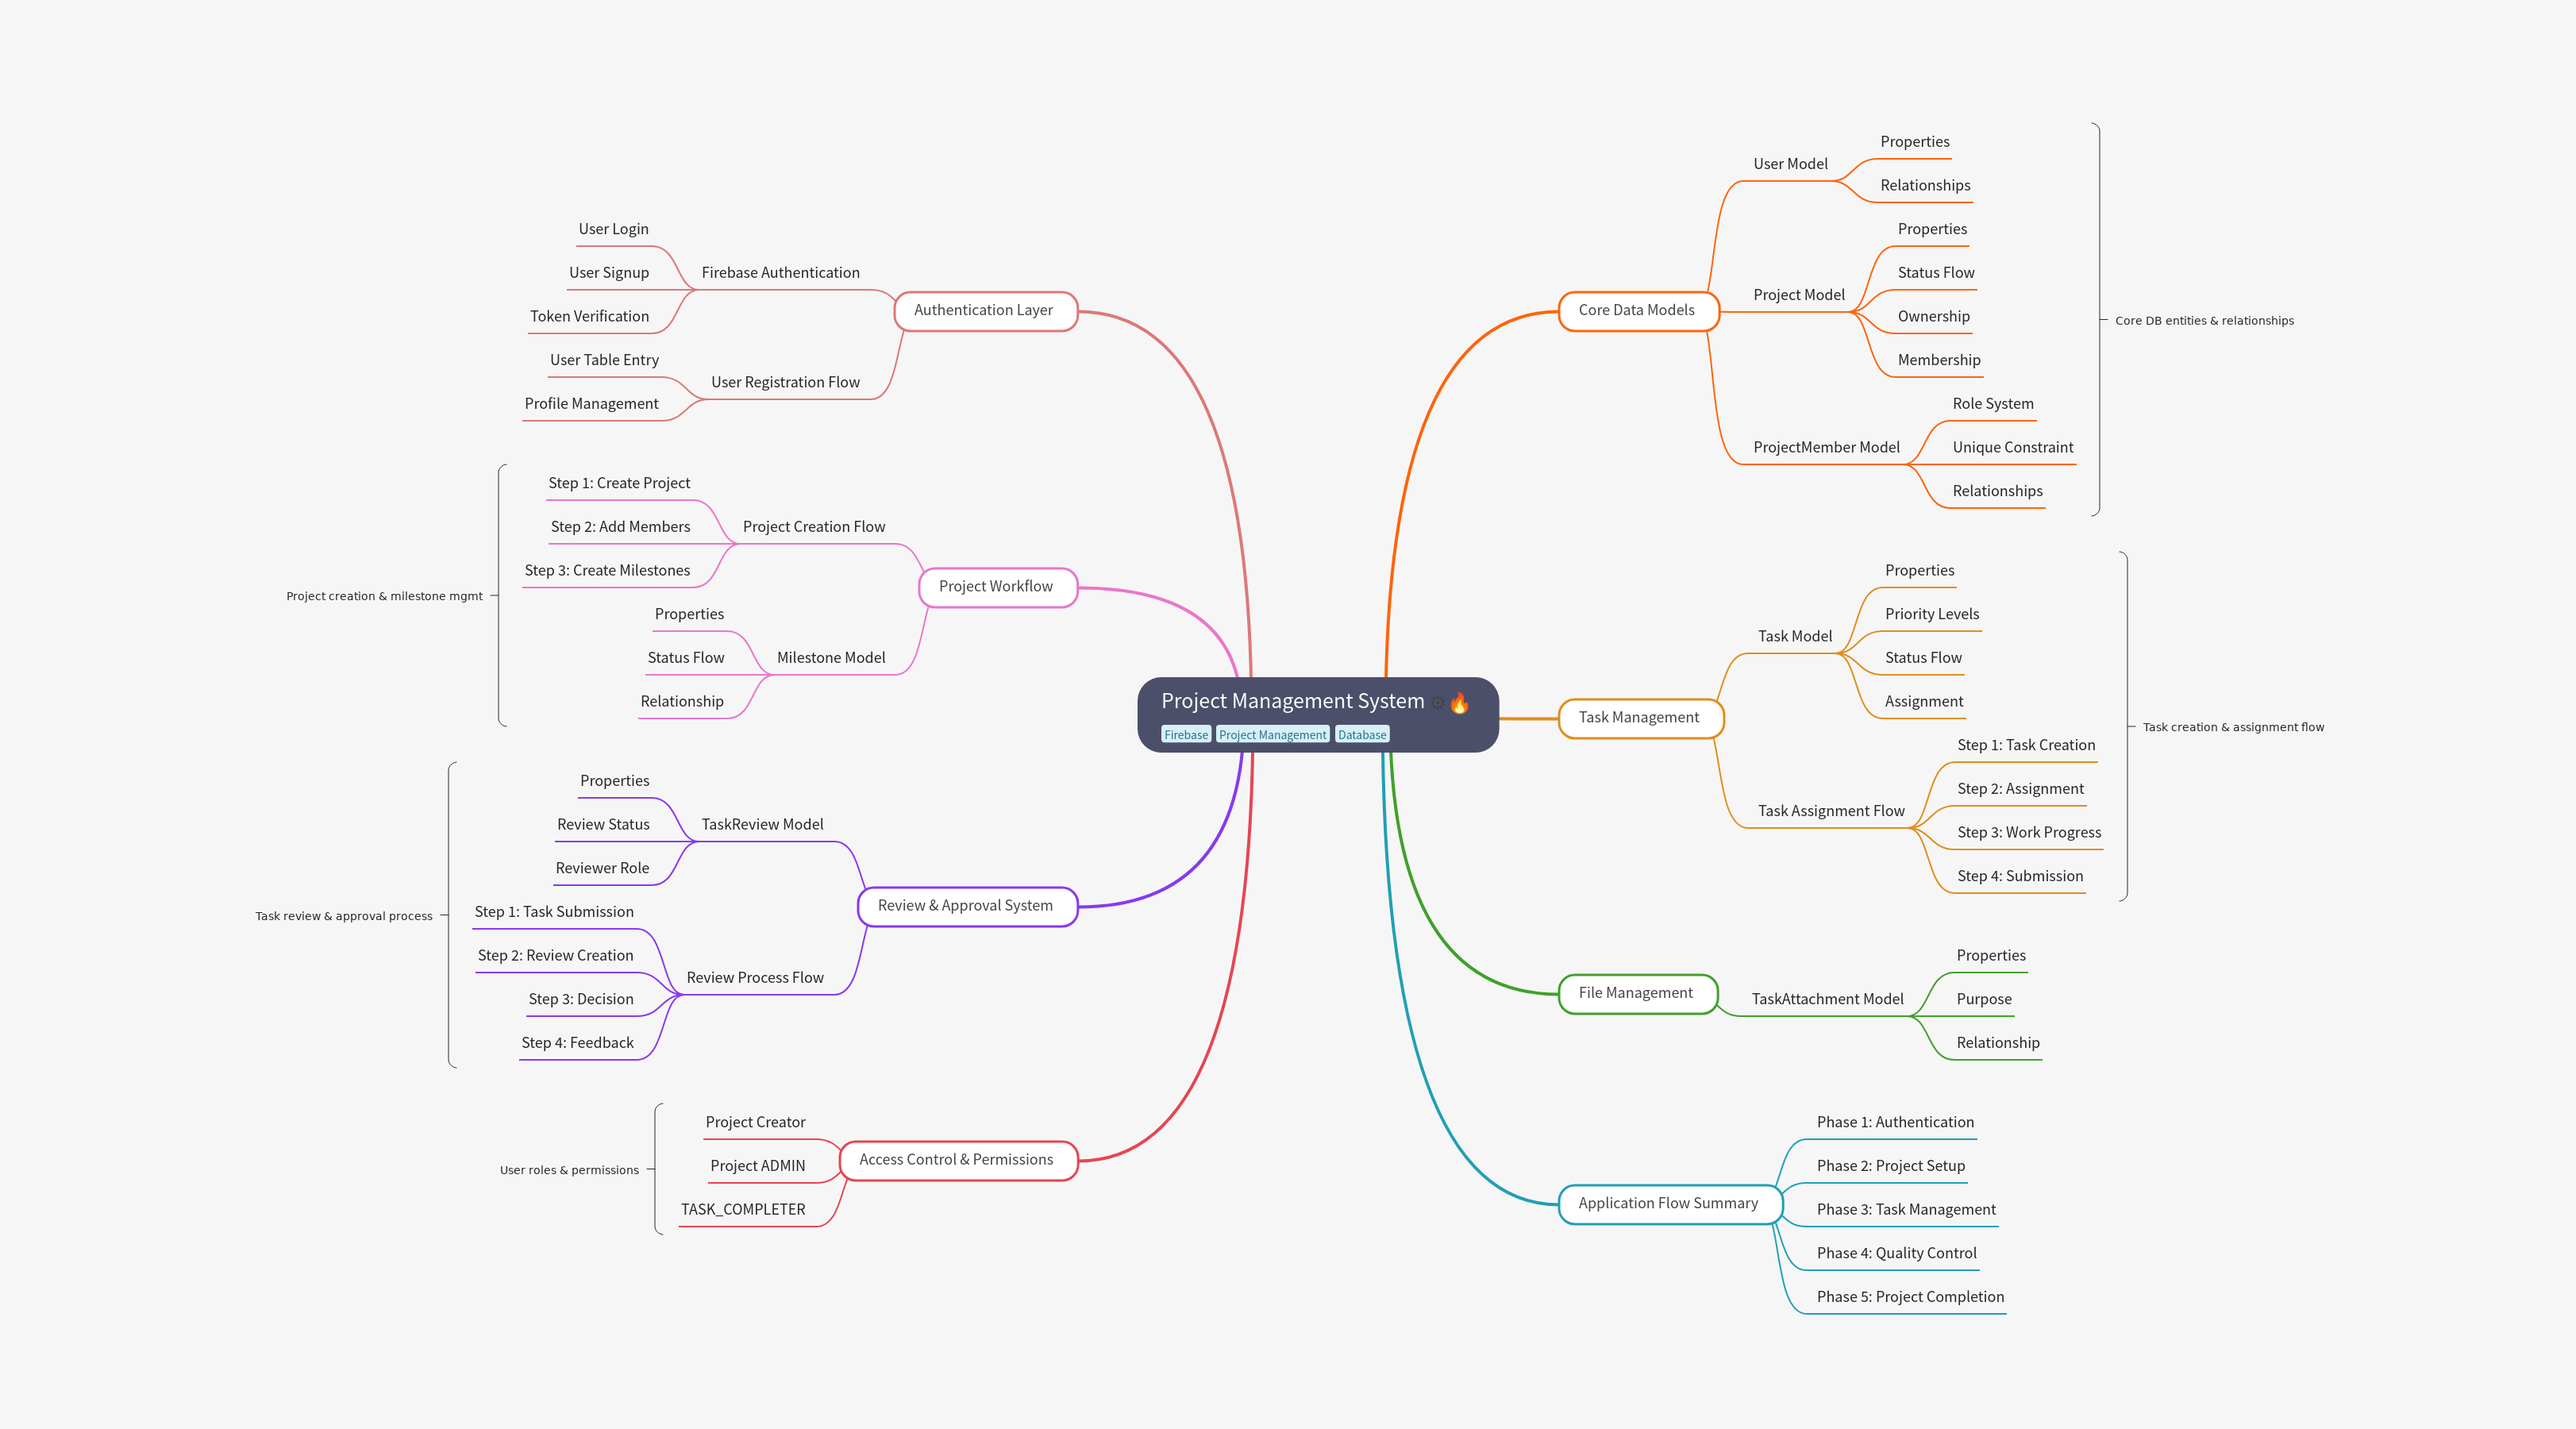 Project Management System ⚙🔥
Firebase Project Management Database
Authentication Layer
Firebase Authentication
User Login
User Signup
Token Verification
User Registration Flow
User Table Entry
Profile Management
Project Workflow
Project Creation Flow
Step 1: Create Project
Step 2: Add Members
Step 3: Create Milestones
Milestone Model
Properties
Status Flow
Relationship
Project creation & milestone mgmt
Review & Approval System
TaskReview Model
Properties
Review Status
Reviewer Role
Review Process Flow
Step 1: Task Submission
Step 2: Review Creation
Step 3: Decision
Step 4: Feedback
Task review & approval process
Access Control & Permissions
Project Creator
Project ADMIN
TASK_COMPLETER
User roles & permissions
Core Data Models
User Model
Properties
Relationships
Project Model
Properties
Status Flow
Ownership
Membership
ProjectMember Model
Role System
Unique Constraint
Relationships
Core DB entities & relationships
Task Management
Task Model
Properties
Priority Levels
Status Flow
Assignment
Task Assignment Flow
Step 1: Task Creation
Step 2: Assignment
Step 3: Work Progress
Step 4: Submission
Task creation & assignment flow
File Management
TaskAttachment Model
Properties
Purpose
Relationship
Application Flow Summary
Phase 1: Authentication
Phase 2: Project Setup
Phase 3: Task Management
Phase 4: Quality Control
Phase 5: Project Completion